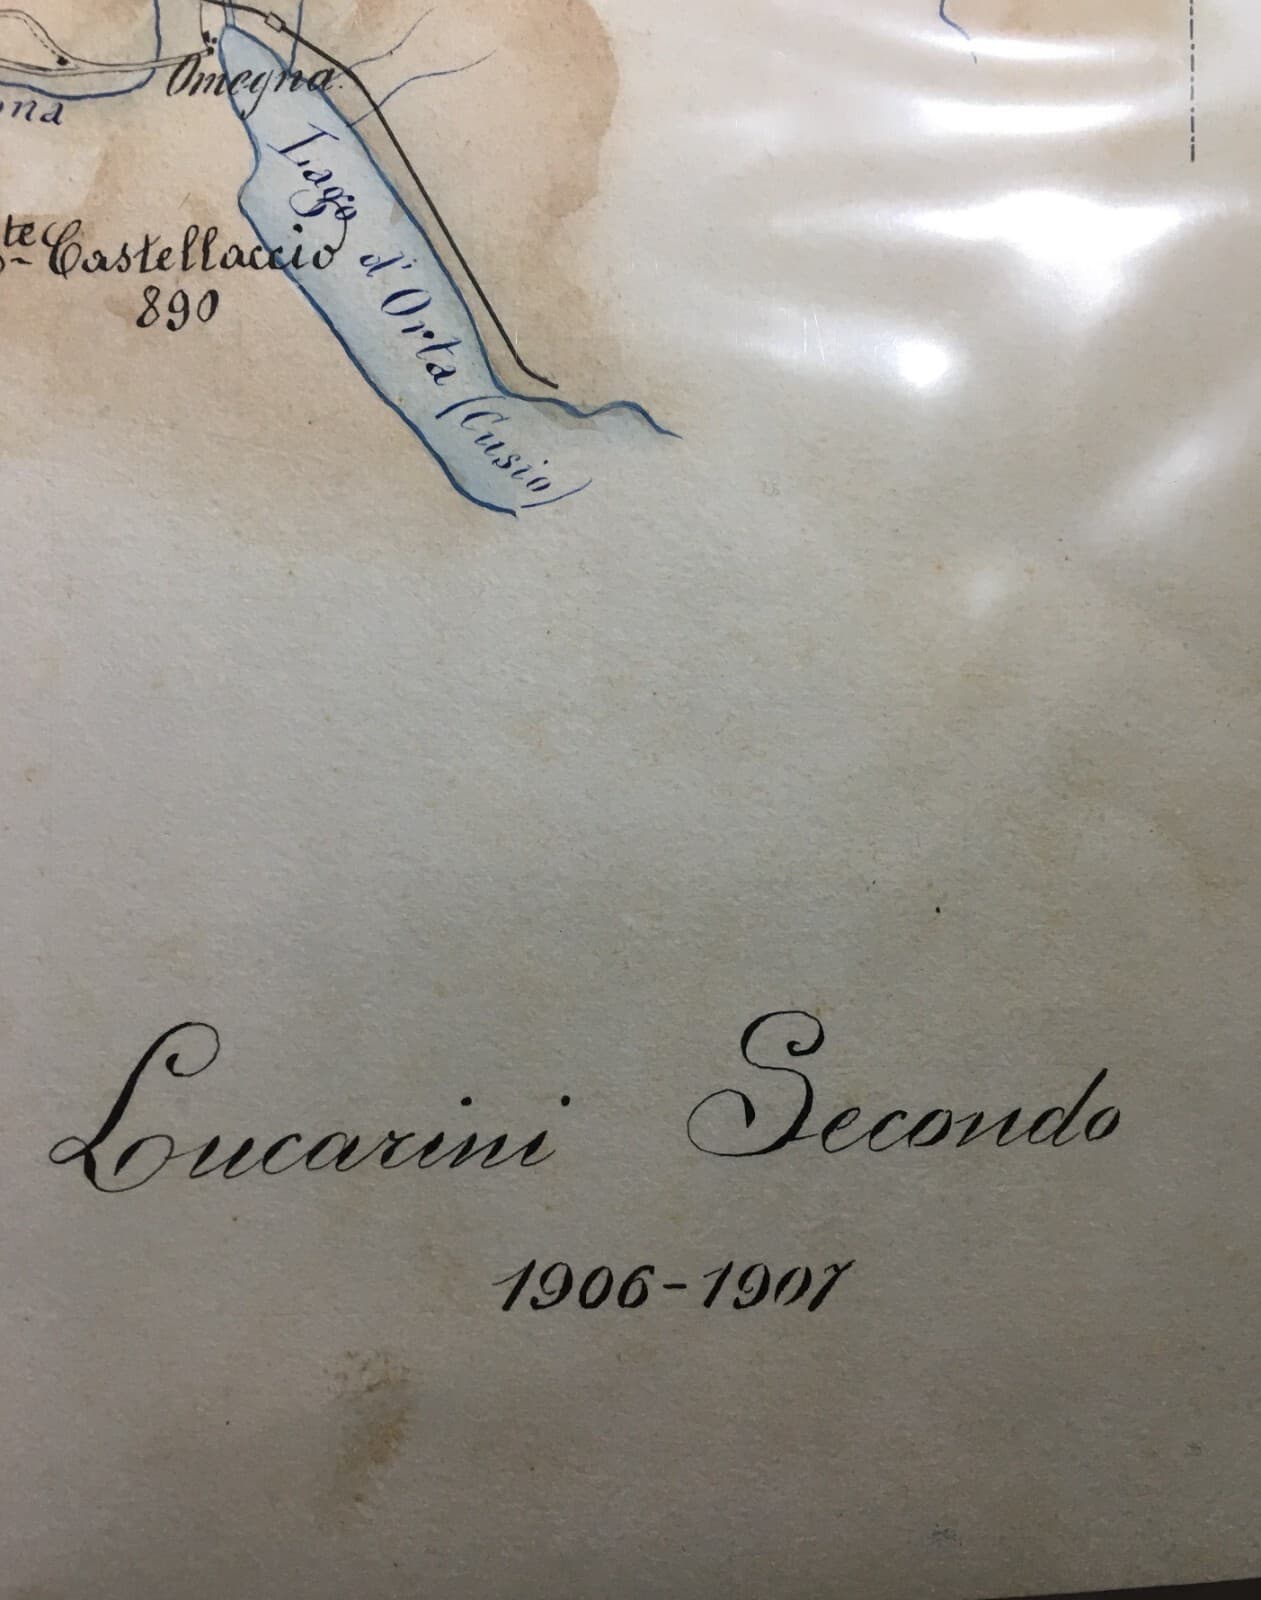 Omegna.
na
Lago d'Orta (Cusio)
te Castellaccio
890
Lucarini Secondo
1906-1907